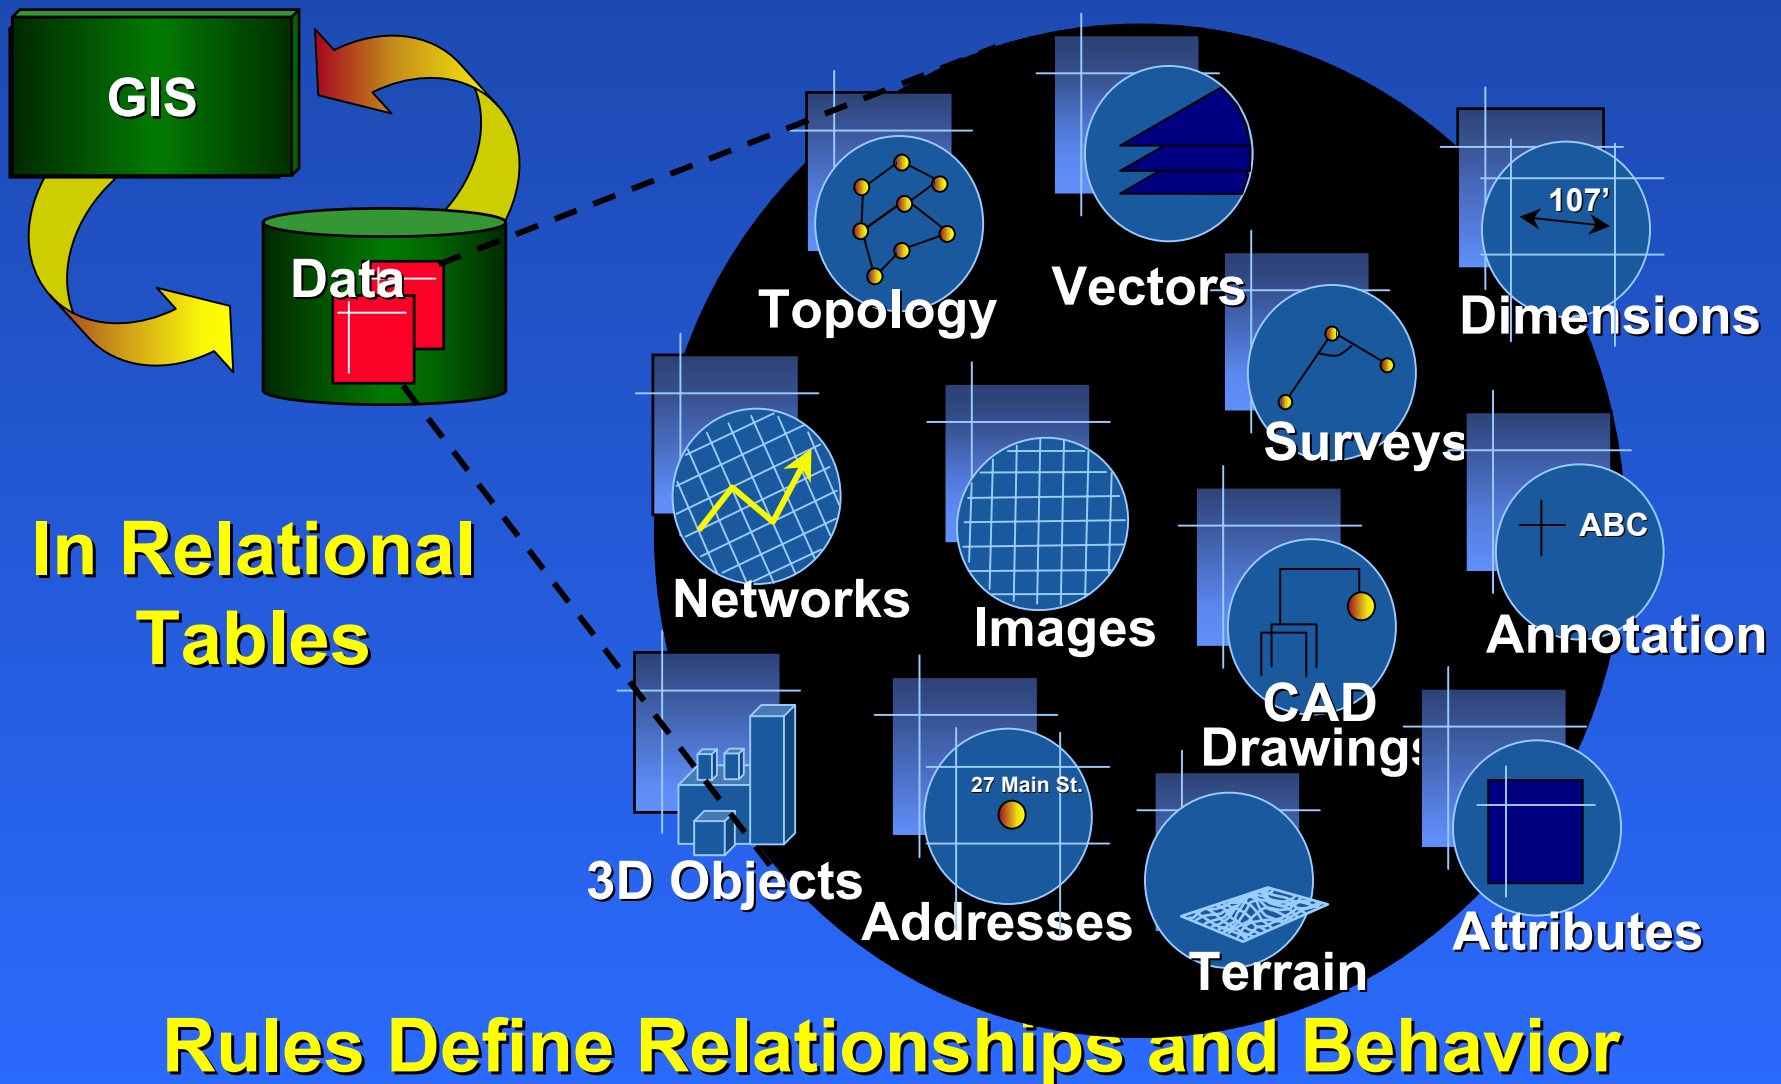 GIS
Data
In Relational
Tables
Topology
Vectors
107’
Dimensions
Surveys
Networks
Images
ABC
Annotation
CAD
Drawings
3D Objects
27 Main St.
Addresses
Terrain
Attributes
Rules Define Relationships and Behavior